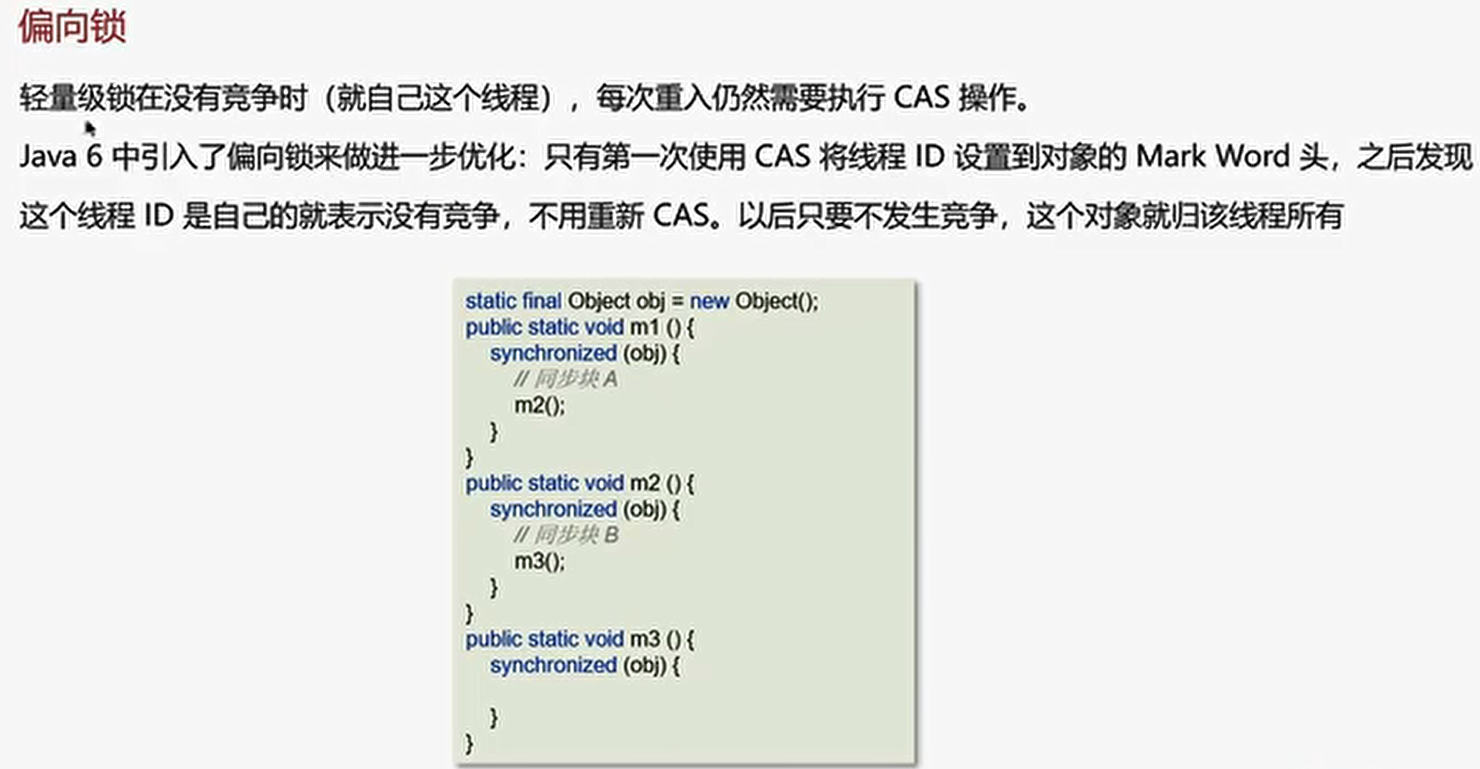 偏向锁
轻量级锁在没有竞争时（就自己这个线程），每次重入仍然需要执行 CAS 操作。
Java 6 中引入了偏向锁来做进一步优化：只有第一次使用 CAS 将线程 ID 设置到对象的 Mark Word 头，之后发现
这个线程 ID 是自己的就表示没有竞争，不用重新 CAS。以后只要不发生竞争，这个对象就归该线程所有
static final Object obj = new Object();
public static void m1 () {
synchronized (obj) {
// 同步块 A
m2();
}
}
public static void m2 () {
synchronized (obj) {
// 同步块 B
m3();
}
}
public static void m3 () {
synchronized (obj) {
}
}